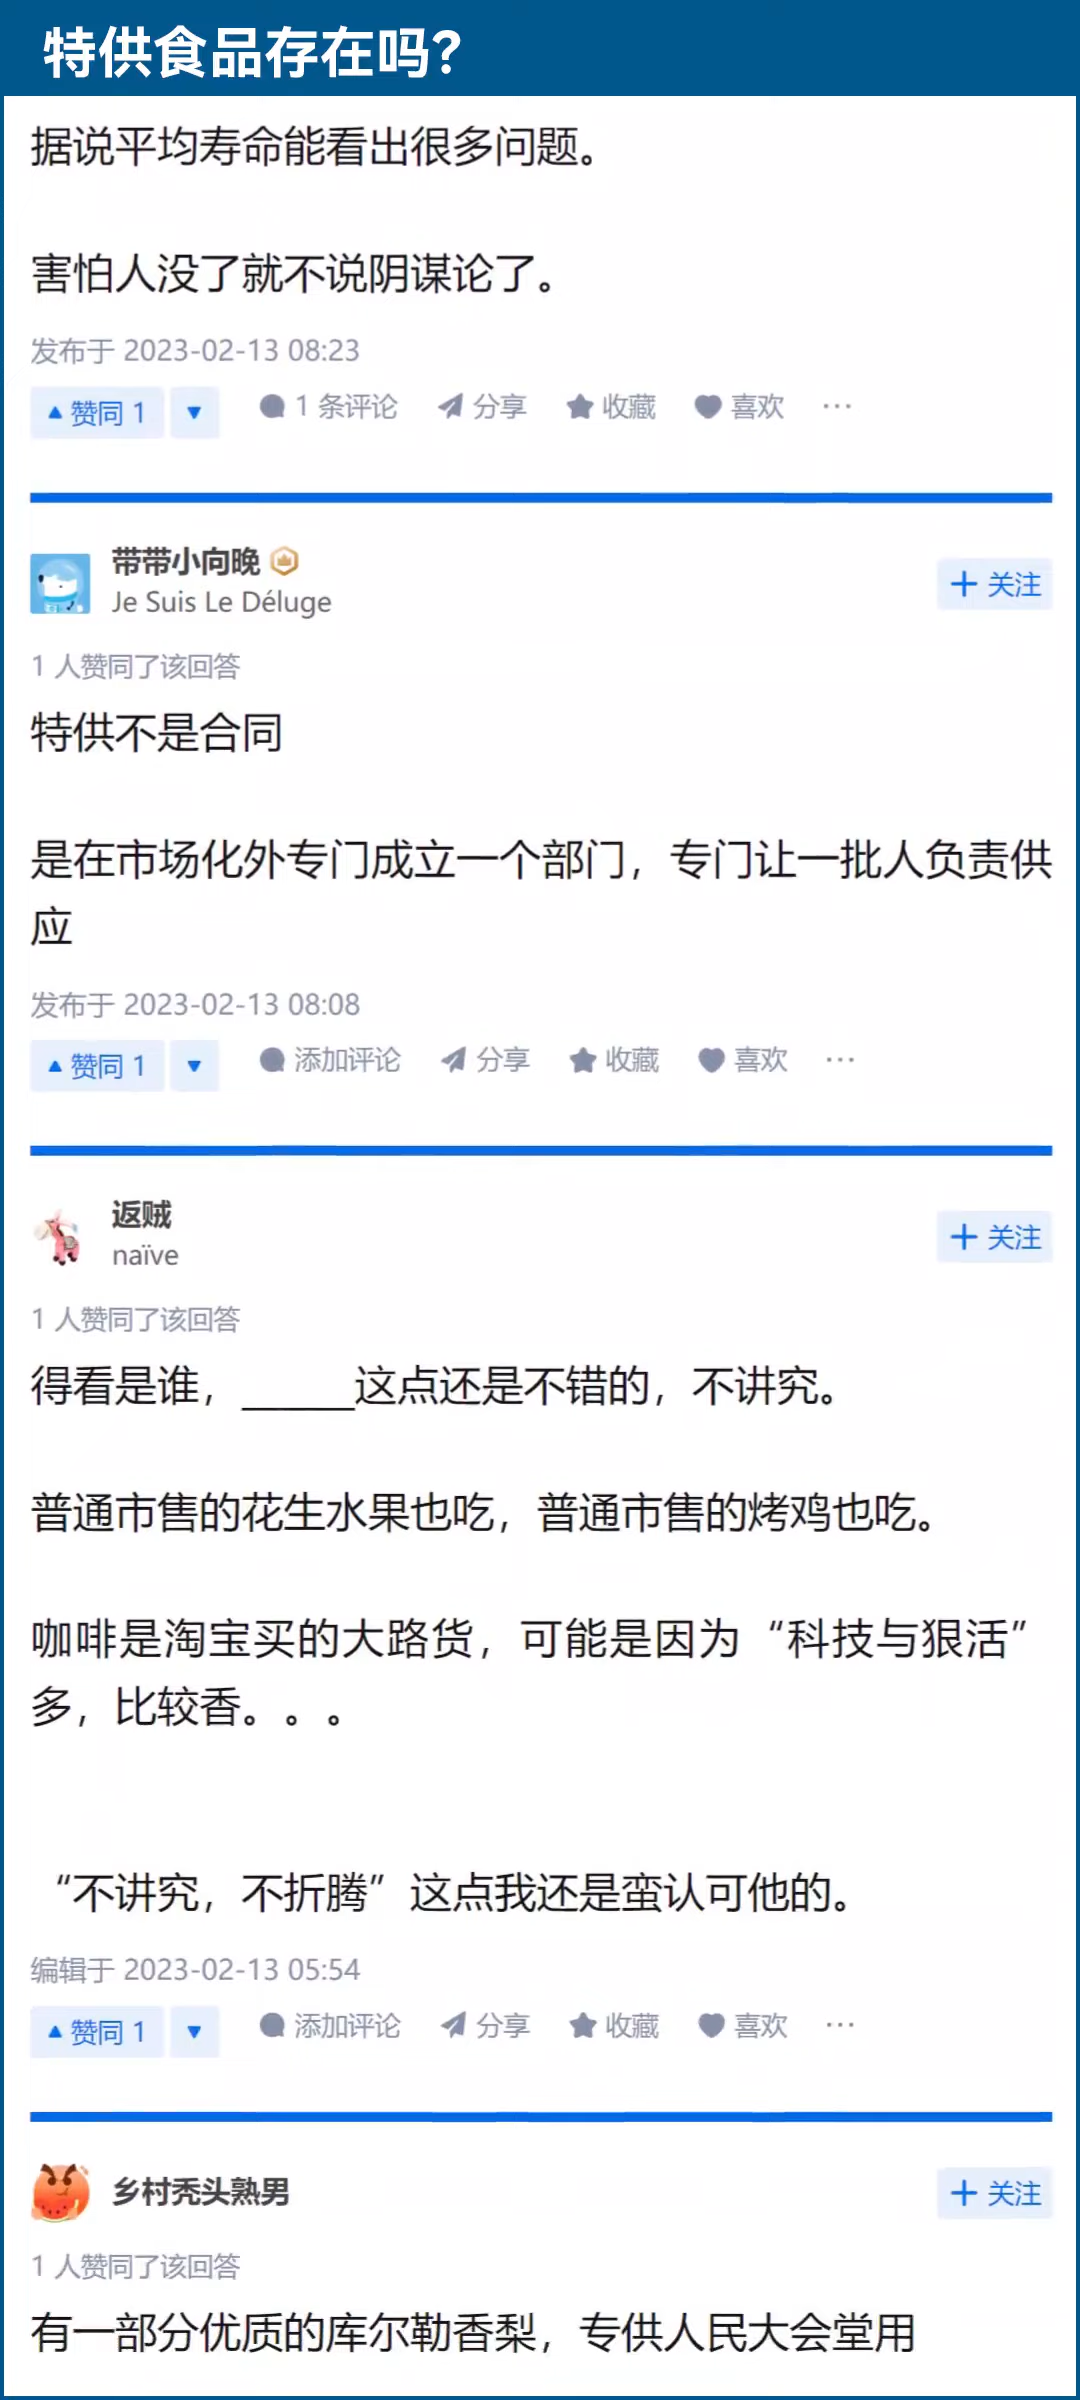 特供食品存在吗？
据说平均寿命能看出很多问题。
害怕人没了就不说阴谋论了。
发布于 2023-02-13 08:23
赞同 1 1 条评论 分享 收藏 喜欢 ...
带带小向晚
Je Suis Le Déluge
+ 关注
1 人赞同了该回答
特供不是合同
是在市场化外专门成立一个部门，专门让一批人负责供
应
发布于 2023-02-13 08:08
赞同 1 添加评论 分享 收藏 喜欢 ...
返贼
naïve
+ 关注
1 人赞同了该回答
得看是谁，_____这点还是不错的，不讲究。
普通市售的花生水果也吃，普通市售的烤鸡也吃。
咖啡是淘宝买的大路货，可能是因为“科技与狠活”
多，比较香。。。
“不讲究，不折腾”这点我还是蛮认可他的。
编辑于 2023-02-13 05:54
赞同 1 添加评论 分享 收藏 喜欢 ...
乡村秃头熟男
+ 关注
1 人赞同了该回答
有一部分优质的库尔勒香梨，专供人民大会堂用